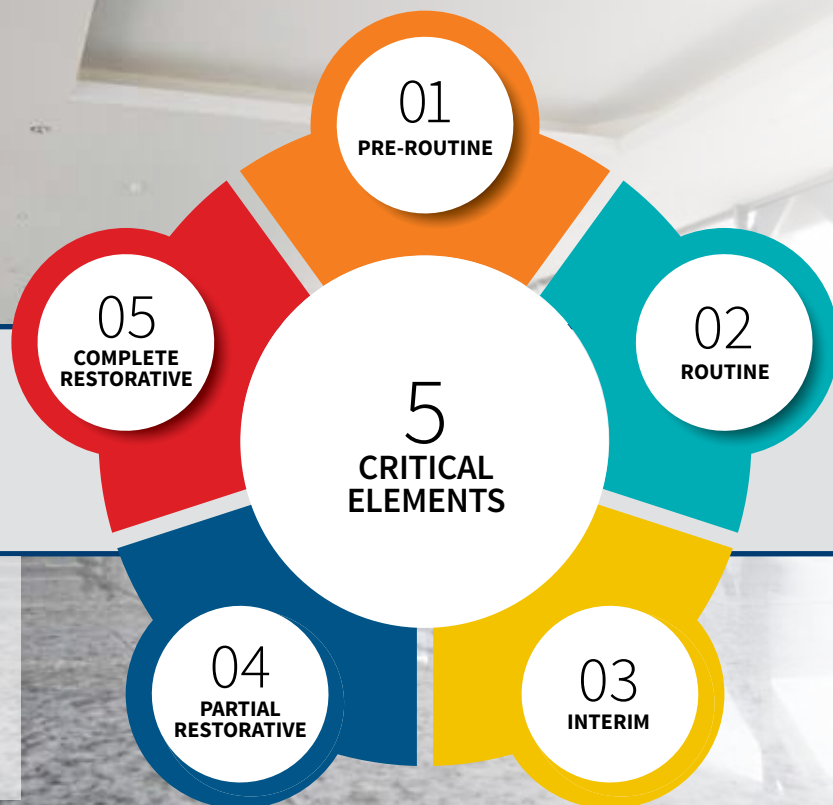 01
PRE-ROUTINE
02
ROUTINE
03
INTERIM
04
PARTIAL
RESTORATIVE
05
COMPLETE
RESTORATIVE
5
CRITICAL
ELEMENTS